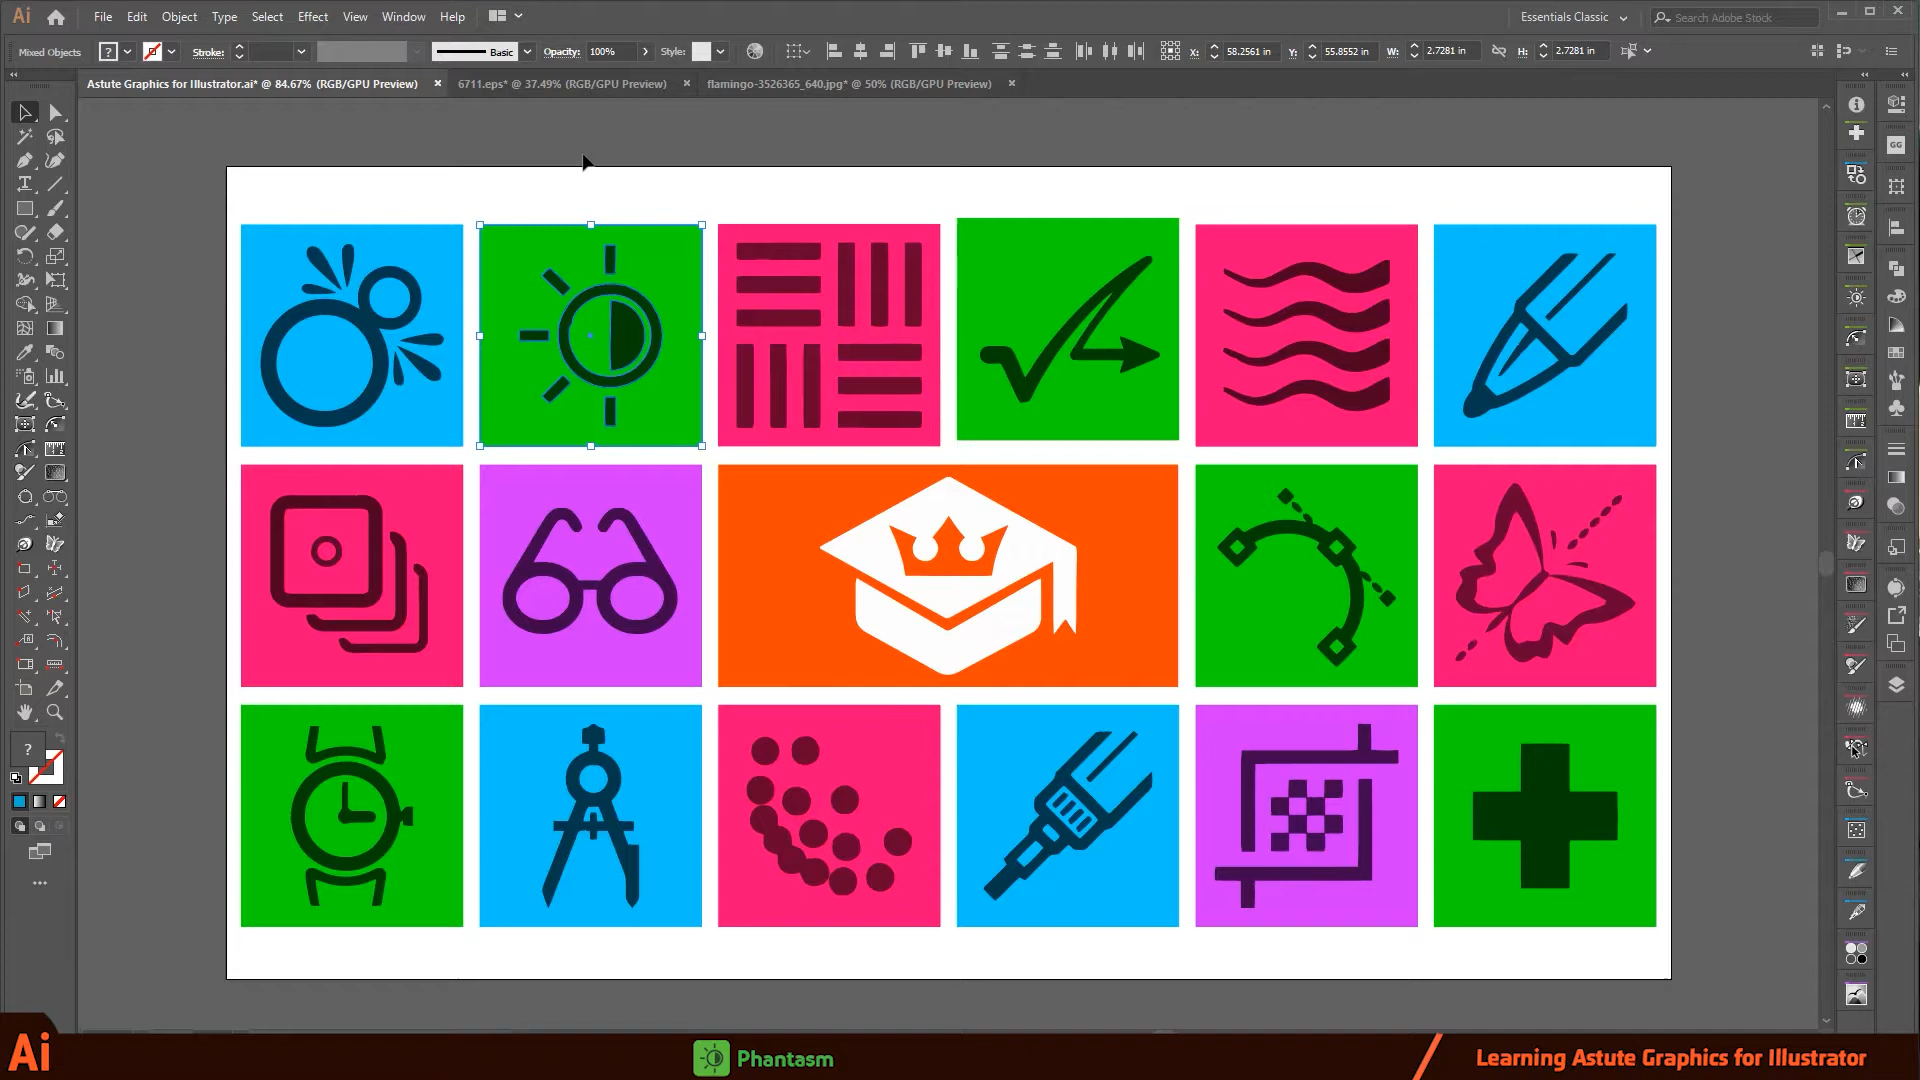 Ai File Edit Object Type Select Effect View Window Help Essentials Classic Search Adobe Stock
Mixed Objects ? Stroke: Basic Opacity: 100% Style: X: 58.2561 in Y: 55.8552 in W: 2.7281 in H: 2.7281 in
Astute Graphics for Illustrator.ai* @ 84.67% (RGB/GPU Preview) × 6711.eps* @ 37.49% (RGB/GPU Preview) × flamingo-3526365_640.jpg* @ 50% (RGB/GPU Preview) ×
GG
?
Ai Phantasm Learning Astute Graphics for Illustrator